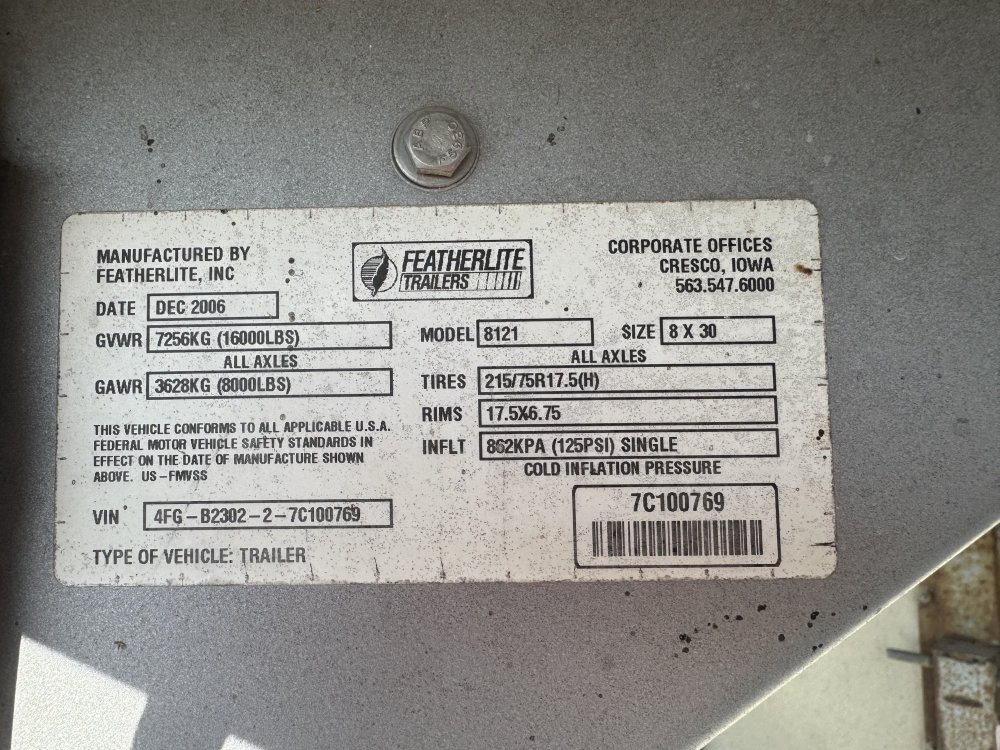 MANUFACTURED BY
FEATHERLITE, INC
FEATHERLITE
TRAILERS
CORPORATE OFFICES
CRESCO, IOWA
563.547.6000
DATE DEC 2006
GVWR 7256KG (16000LBS)
ALL AXLES
GAWR 3628KG (8000LBS)
MODEL 8121 SIZE 8 X 30
ALL AXLES
TIRES 215/75R17.5(H)
RIMS 17.5X6.75
INFLT 862KPA (125PSI) SINGLE
COLD INFLATION PRESSURE
THIS VEHICLE CONFORMS TO ALL APPLICABLE U.S.A.
FEDERAL MOTOR VEHICLE SAFETY STANDARDS IN
EFFECT ON THE DATE OF MANUFACTURE SHOWN
ABOVE. US-FMVSS
VIN 4FG-B2302-2-7C100769
TYPE OF VEHICLE: TRAILER
7C100769